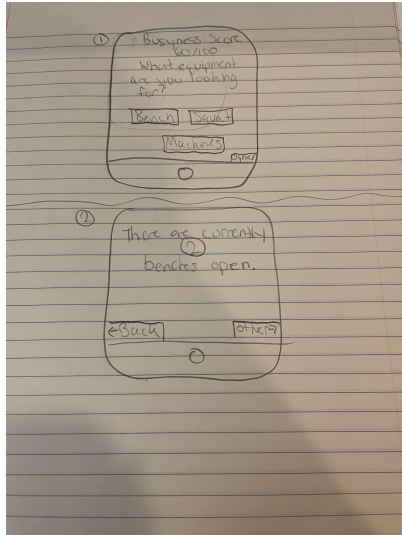 ①
Busyness Score
60/100
What equipment
are you looking
for?
Bench Squat
Machines
other
②
There are currently
②
benches open.
←Back other→